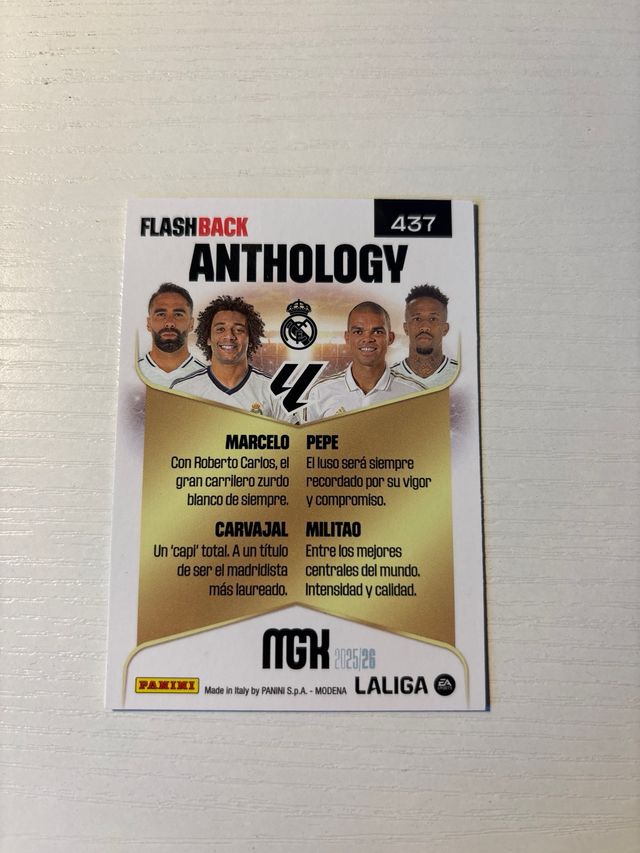 FLASHBACK
437
ANTHOLOGY
MARCELO
Con Roberto Carlos, el
gran carrilero zurdo
blanco de siempre.
PEPE
El luso será siempre
recordado por su vigor
y compromiso.
CARVAJAL
Un 'capi' total. A un título
de ser el madridista
más laureado.
MILITAO
Entre los mejores
centrales del mundo.
Intensidad y calidad.
MGK 2025/26
PANINI
Made in Italy by PANINI S.p.A. - MODENA
LALIGA
EA SPORTS